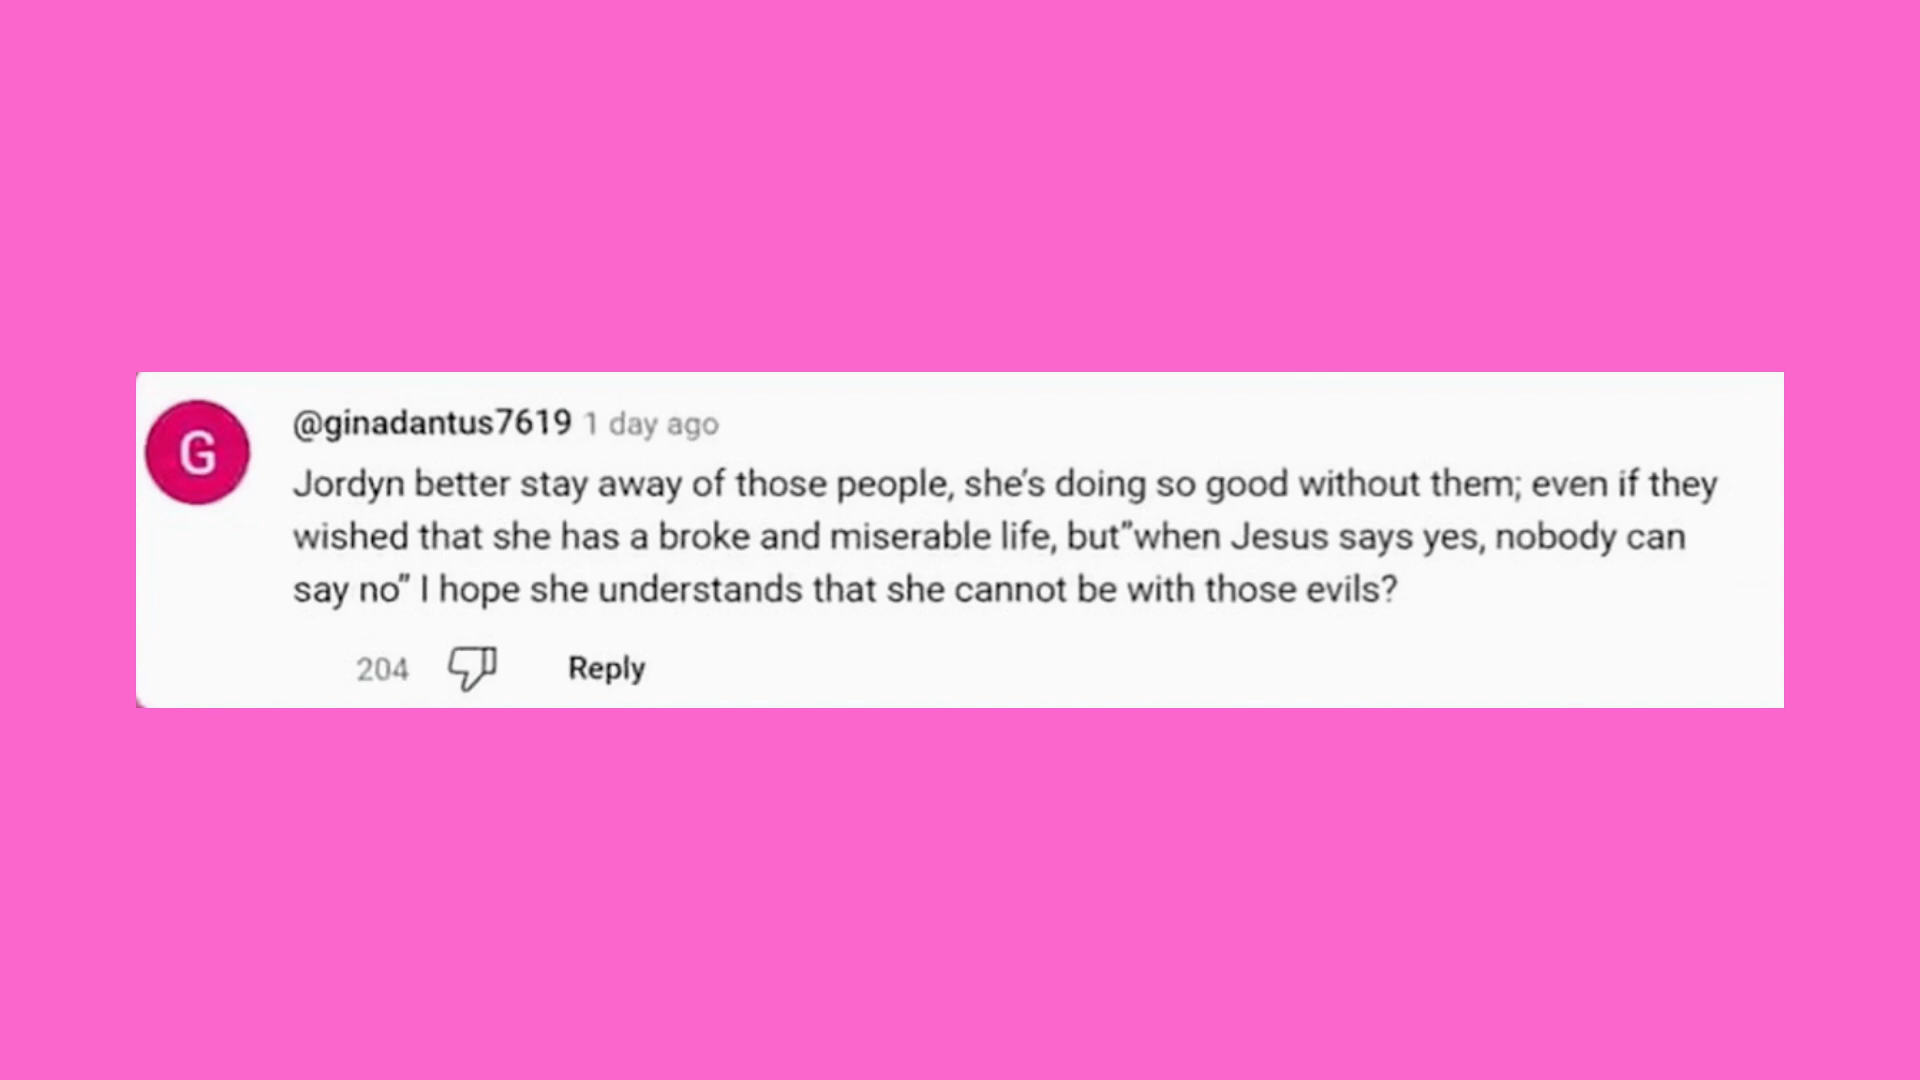 G
@ginadantus7619 1 day ago
Jordyn better stay away of those people, she's doing so good without them; even if they
wished that she has a broke and miserable life, but”when Jesus says yes, nobody can
say no” I hope she understands that she cannot be with those evils?
204 Reply